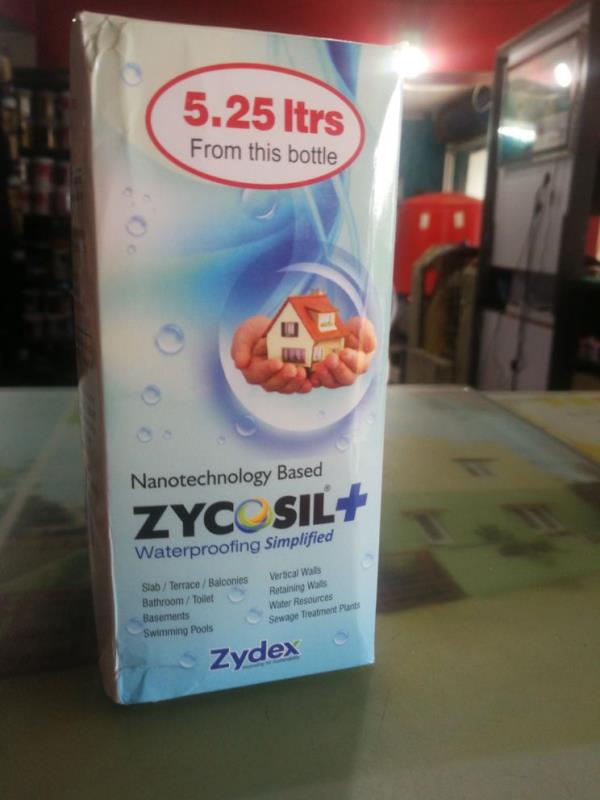 5.25 ltrs
From this bottle
Nanotechnology Based
ZYCOSIL+®
Waterproofing Simplified
Slab / Terrace / Balconies
Bathroom / Toilet
Basements
Swimming Pools
Vertical Walls
Retaining Walls
Water Resources
Sewage Treatment Plants
Zydex